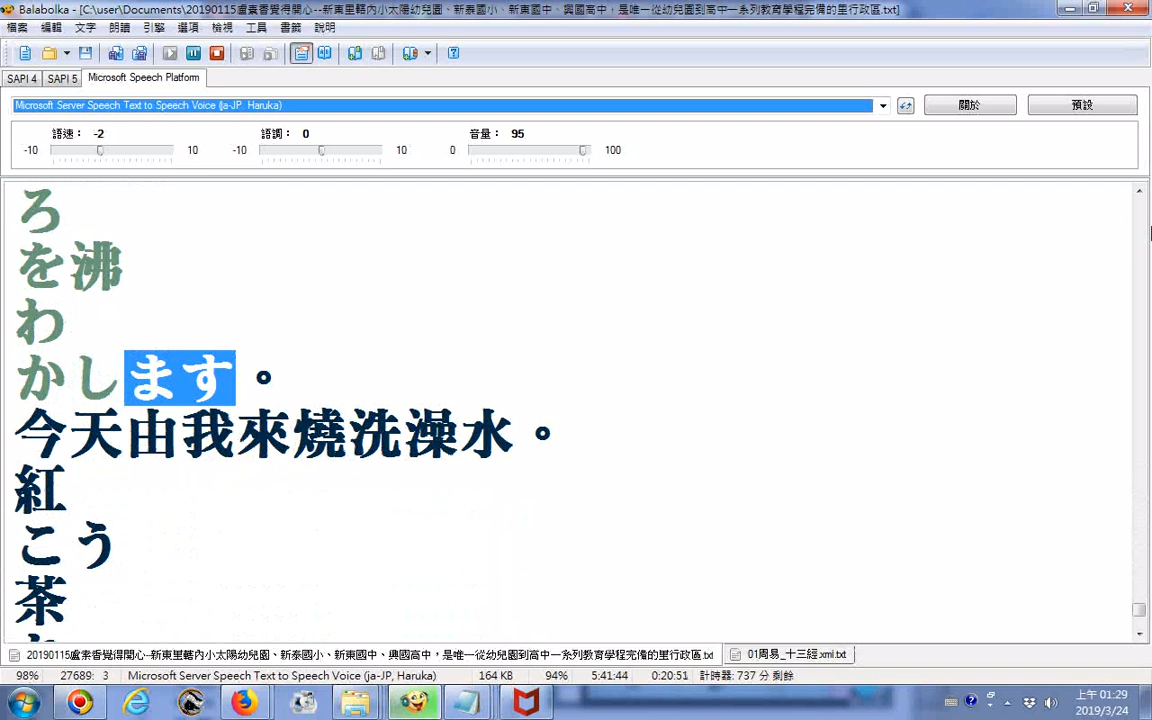 Balabolka - [C:\user\Documents\20190115盧素香覺得開心--新東里轄內小太陽幼兒園、新泰國小、新東國中、興國高中，是唯一從幼兒園到高中一系列教育學程完備的里行政區.txt]
檔案 編輯 文字 朗讀 引擎 選項 檢視 工具 書籤 說明
SAPI 4 SAPI 5 Microsoft Speech Platform
Microsoft Server Speech Text to Speech Voice (ja-JP, Haruka) 關於 預設
語速： -2 語調： 0 音量： 95
-10 10 -10 10 0 100
ろ
を沸
わ
かします。
今天由我來燒洗澡水。
紅
こう
茶
20190115盧素香覺得開心--新東里轄內小太陽幼兒園、新泰國小、新東國中、興國高中，是唯一從幼兒園到高中一系列教育學程完備的里行政區.txt 01周易_十三經.xml.txt
98% 27689: 3 Microsoft Server Speech Text to Speech Voice (ja-JP, Haruka) 164 KB 94% 5:41:44 0:20:51 計時器: 737 分 剩餘
上午 01:29
2019/3/24